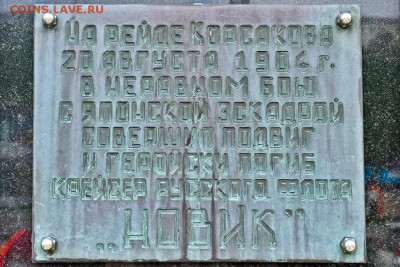 COINS.LAVE.RU
На рейде Корсакова
20 августа 1904 г.
в неравном бою
с японской эскадрой
совершил подвиг
и геройски погиб
крейсер русского флота
„НОВИК"